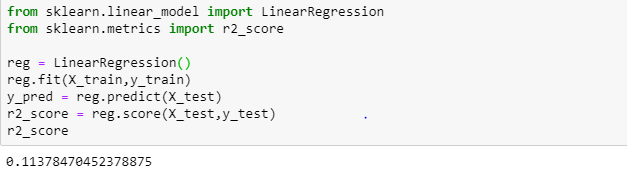 from sklearn.linear_model import LinearRegression
from sklearn.metrics import r2_score
reg = LinearRegression()
reg.fit(X_train,y_train)
y_pred = reg.predict(X_test)
r2_score = reg.score(X_test,y_test)
r2_score
0.11378470452378875